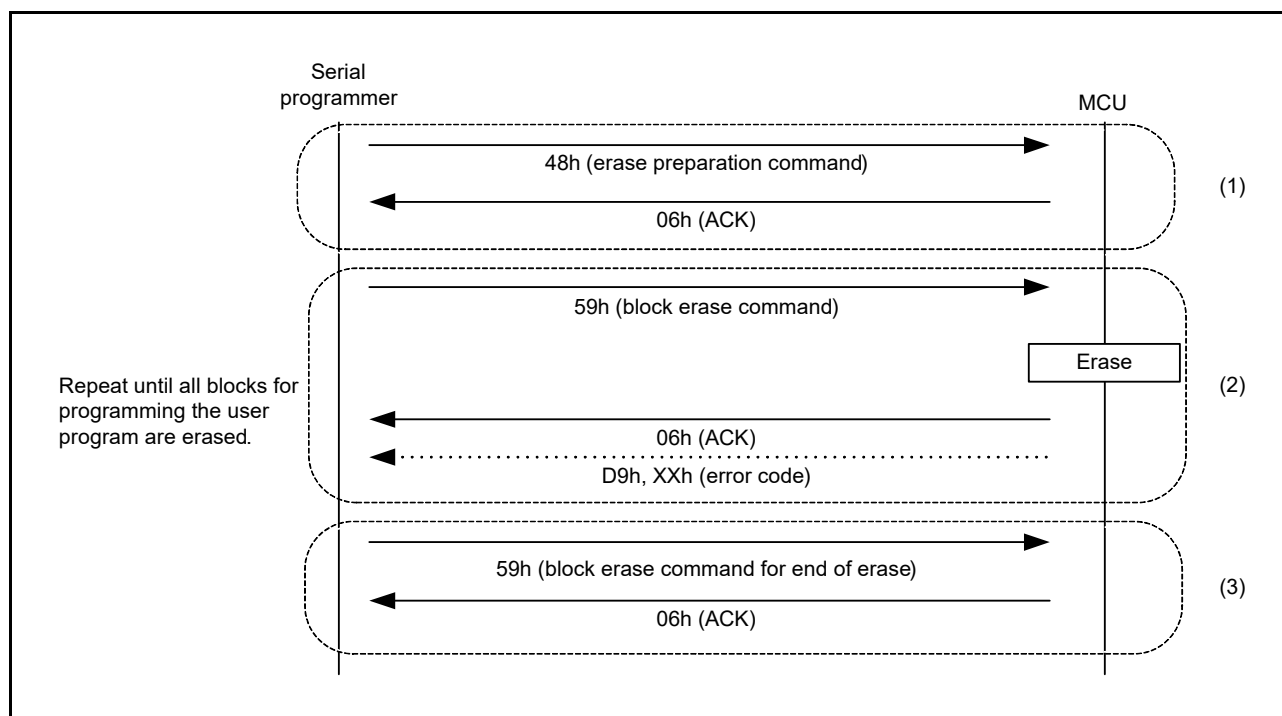 Serial
programmer
MCU
48h (erase preparation command)
06h (ACK)
(1)
59h (block erase command)
Erase
Repeat until all blocks for
programming the user
program are erased.
(2)
06h (ACK)
D9h, XXh (error code)
59h (block erase command for end of erase)
06h (ACK)
(3)